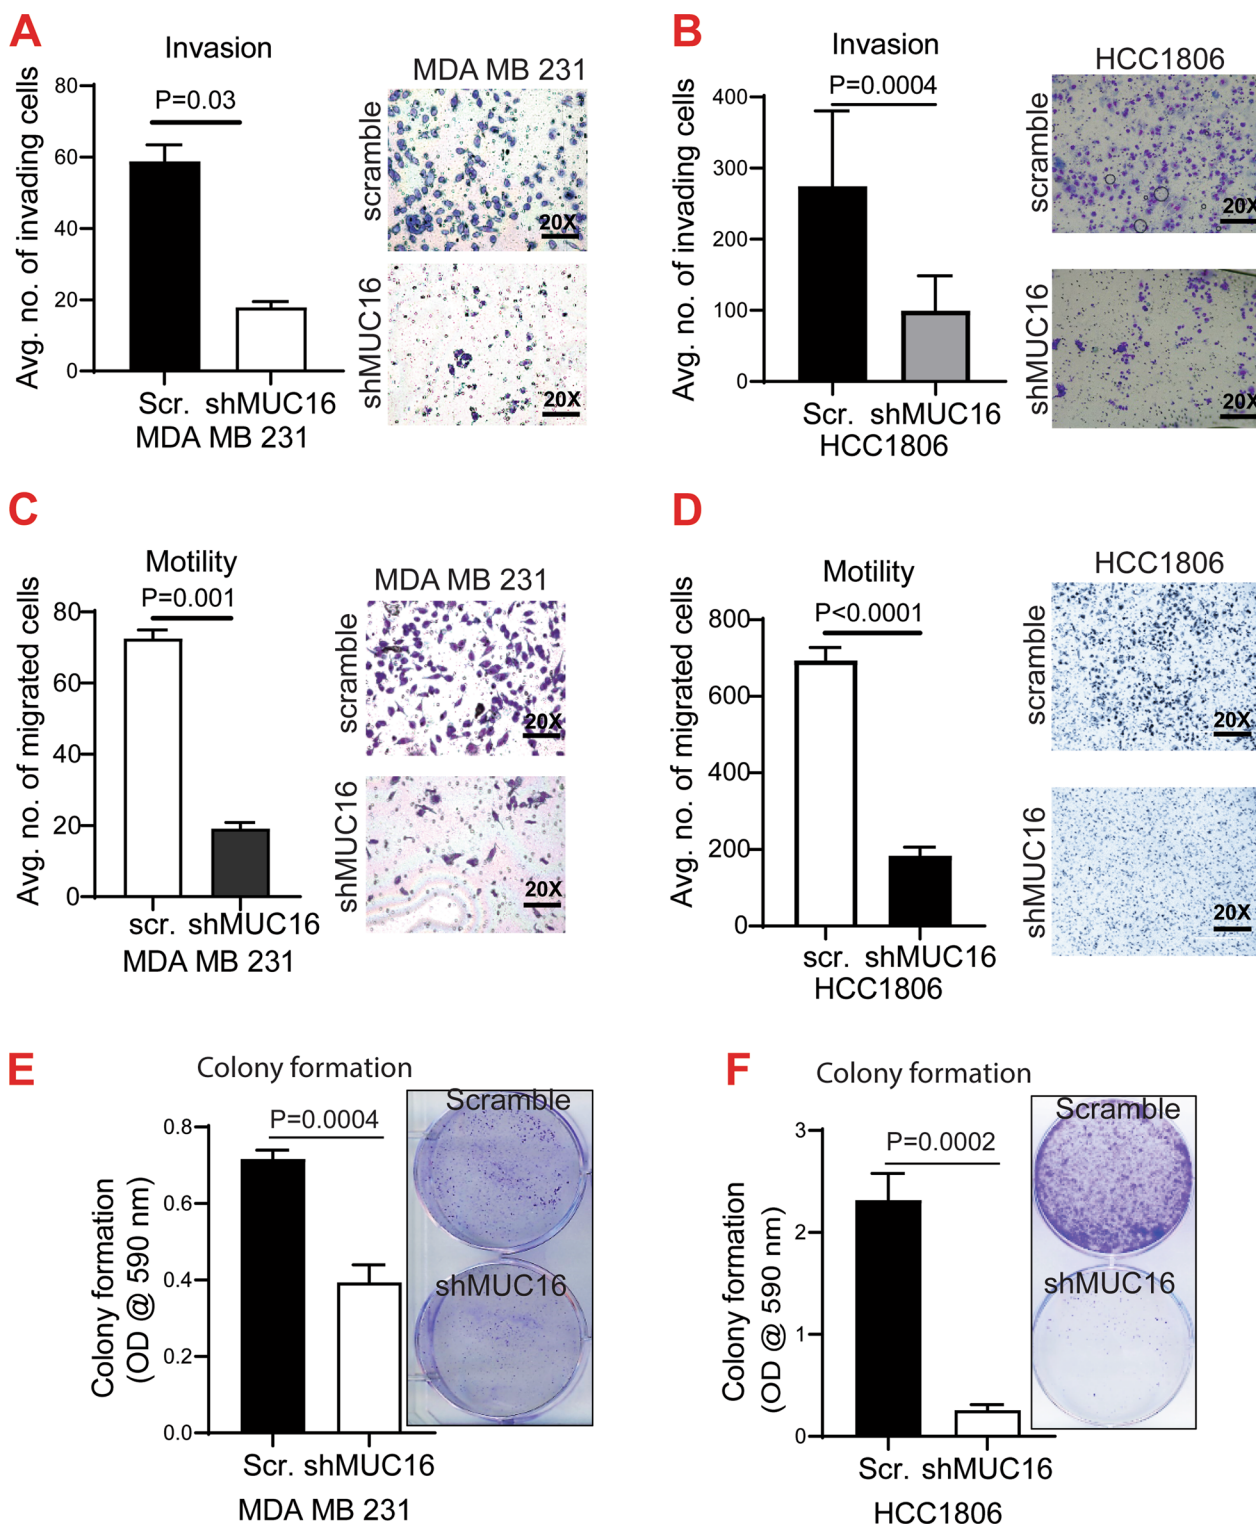 A
Invasion
P=0.03
Avg. no. of invading cells
80
60
40
20
0
Scr. shMUC16
MDA MB 231
MDA MB 231
scramble
20X
shMUC16
20X
B
Invasion
P=0.0004
Avg. no. of invading cells
400
300
200
100
0
Scr. shMUC16
HCC1806
HCC1806
scramble
20X
shMUC16
20X
C
Motility
P=0.001
Avg. no. of migrated cells
80
60
40
20
0
scr. shMUC16
MDA MB 231
MDA MB 231
scramble
20X
shMUC16
20X
D
Motility
P<0.0001
Avg. no. of migrated cells
800
600
400
200
0
scr. shMUC16
HCC1806
HCC1806
scramble
20X
shMUC16
20X
E
Colony formation
P=0.0004
Colony formation
(OD @ 590 nm)
0.8
0.6
0.4
0.2
0.0
Scr. shMUC16
MDA MB 231
Scramble
shMUC16
F
Colony formation
P=0.0002
Colony formation
(OD @ 590 nm)
3
2
1
0
Scr. shMUC16
HCC1806
Scramble
shMUC16